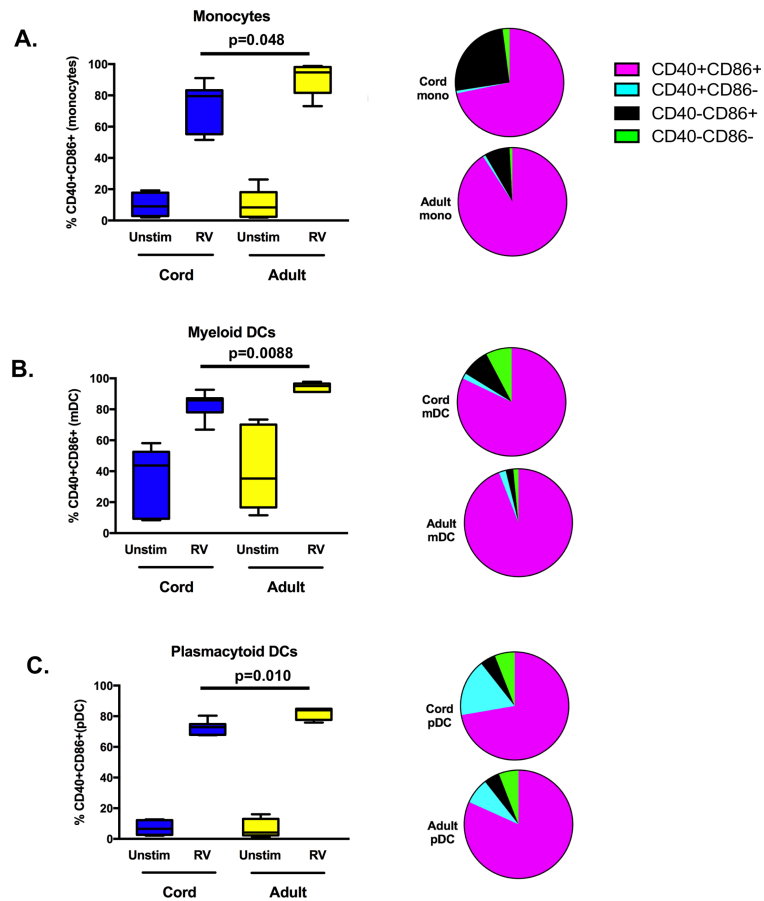 A.
Monocytes
p=0.048
% CD40+CD86+ (monocytes)
100
80
60
40
20
0
Unstim RV Unstim RV
Cord Adult
Cord
mono
Adult
mono
CD40+CD86+
CD40+CD86-
CD40-CD86+
CD40-CD86-
B.
Myeloid DCs
p=0.0088
% CD40+CD86+ (mDC)
100
80
60
40
20
0
Unstim RV Unstim RV
Cord Adult
Cord
mDC
Adult
mDC
C.
Plasmacytoid DCs
p=0.010
% CD40+CD86+(pDC)
100
80
60
40
20
0
Unstim RV Unstim RV
Cord Adult
Cord
pDC
Adult
pDC